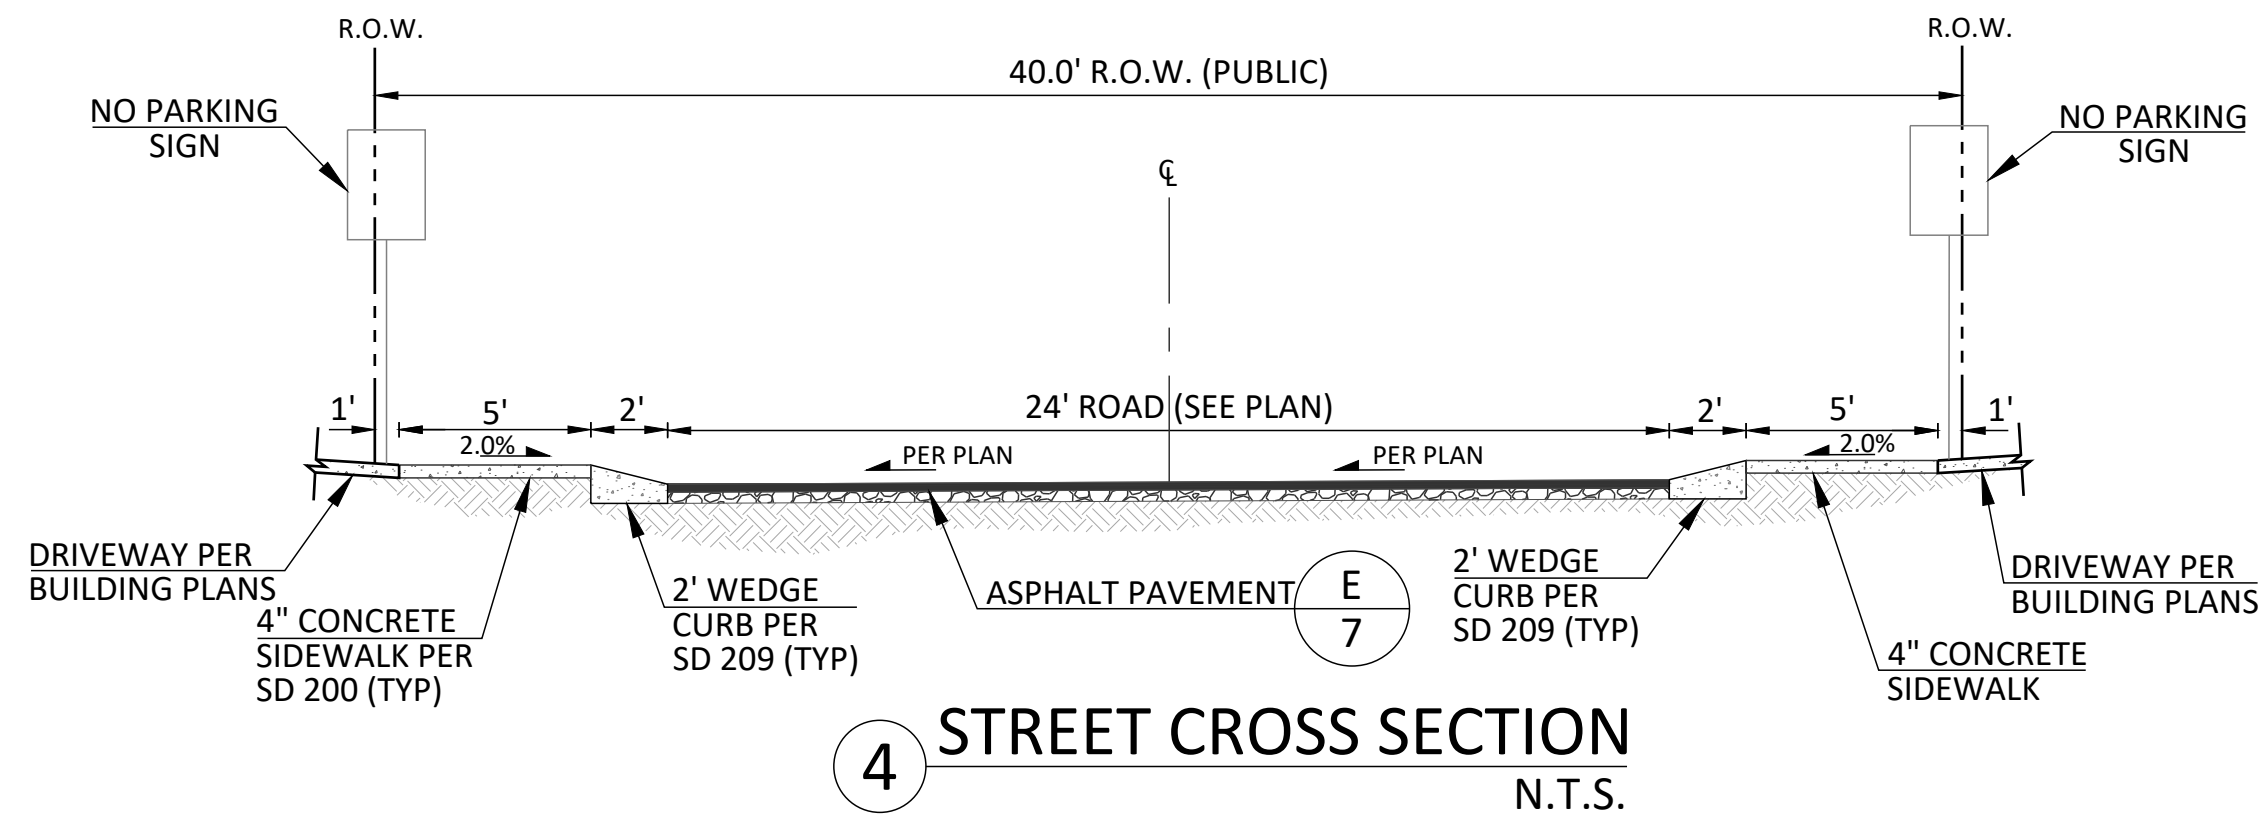 R.O.W.
R.O.W.
40.0' R.O.W. (PUBLIC)
NO PARKING
SIGN
NO PARKING
SIGN
℄
1'
5'
2'
24' ROAD (SEE PLAN)
2'
5'
1'
2.0%
PER PLAN
PER PLAN
2.0%
DRIVEWAY PER
BUILDING PLANS
4" CONCRETE
SIDEWALK PER
SD 200 (TYP)
2' WEDGE
CURB PER
SD 209 (TYP)
ASPHALT PAVEMENT
E
7
2' WEDGE
CURB PER
SD 209 (TYP)
DRIVEWAY PER
BUILDING PLANS
4" CONCRETE
SIDEWALK
4 STREET CROSS SECTION
N.T.S.